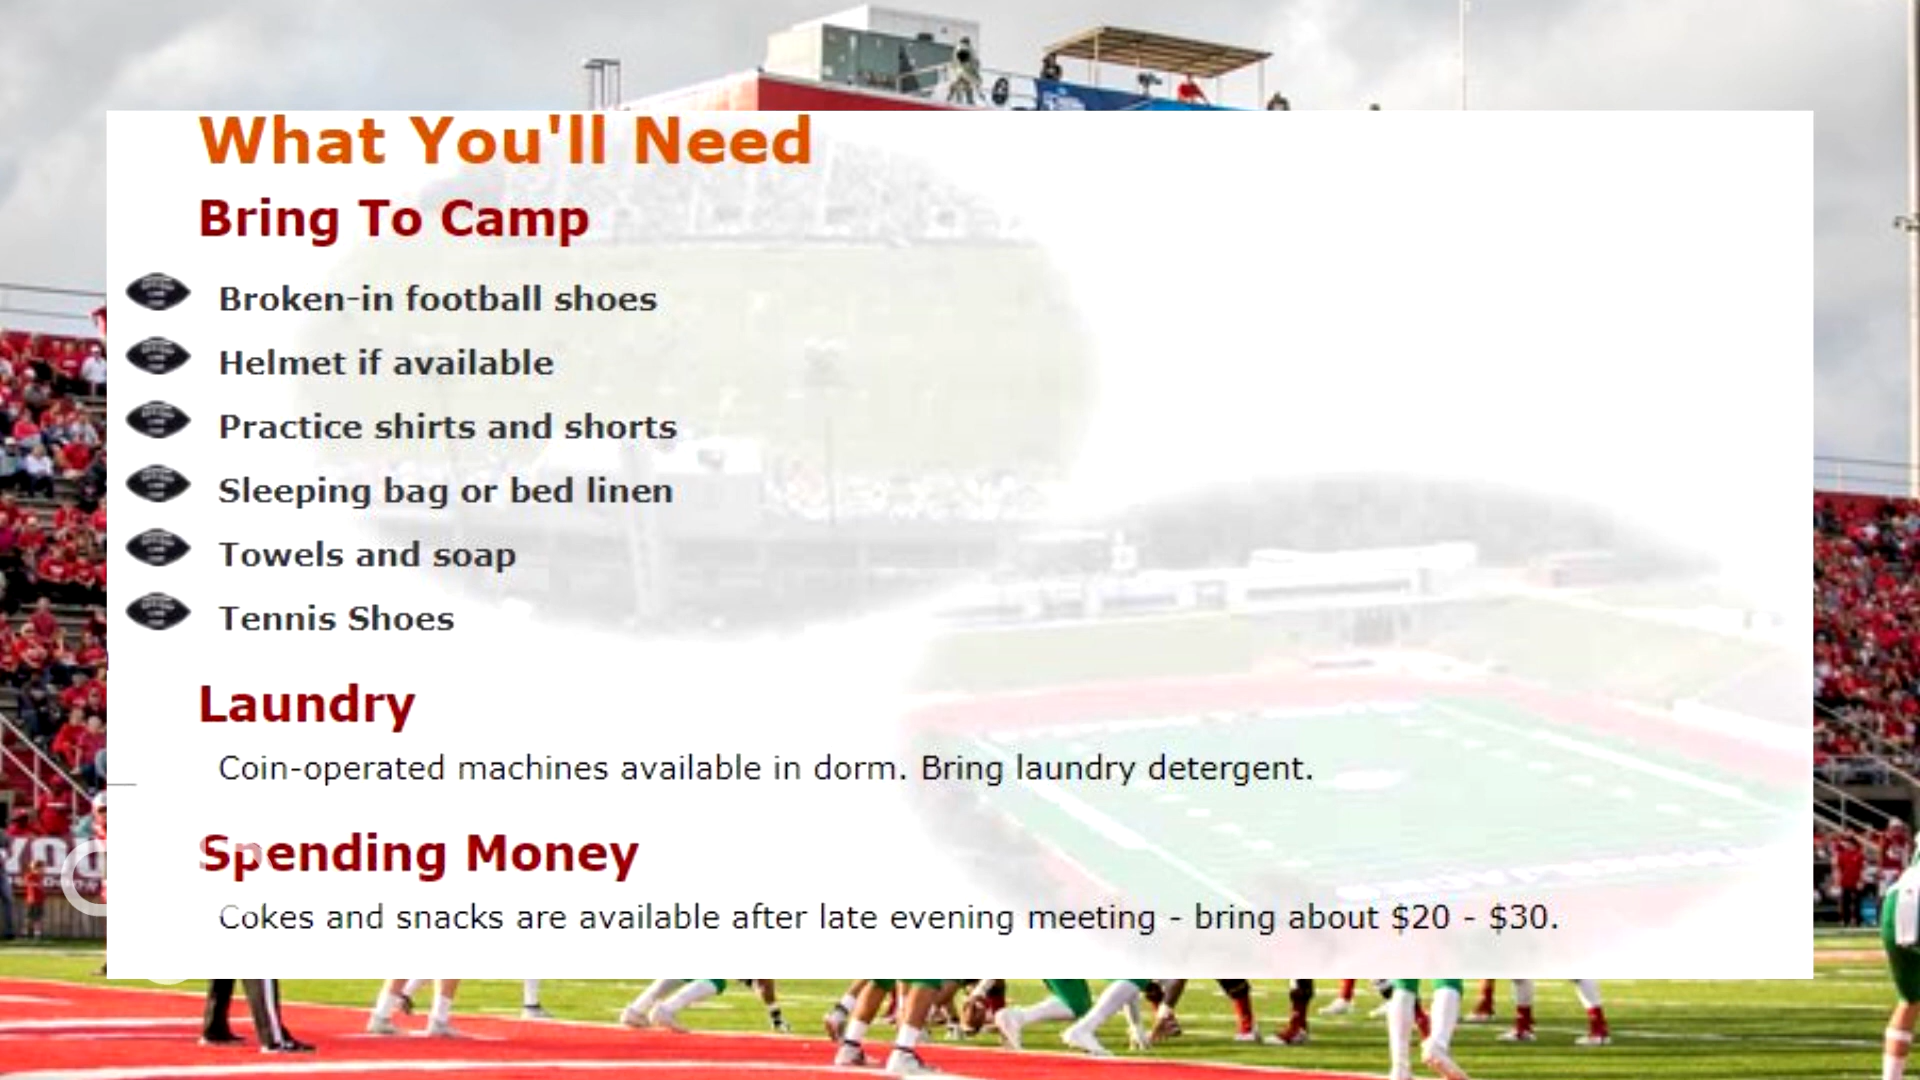 What You'll Need
Bring To Camp
Broken-in football shoes
Helmet if available
Practice shirts and shorts
Sleeping bag or bed linen
Towels and soap
Tennis Shoes
Laundry
Coin-operated machines available in dorm. Bring laundry detergent.
Spending Money
Cokes and snacks are available after late evening meeting - bring about $20 - $30.